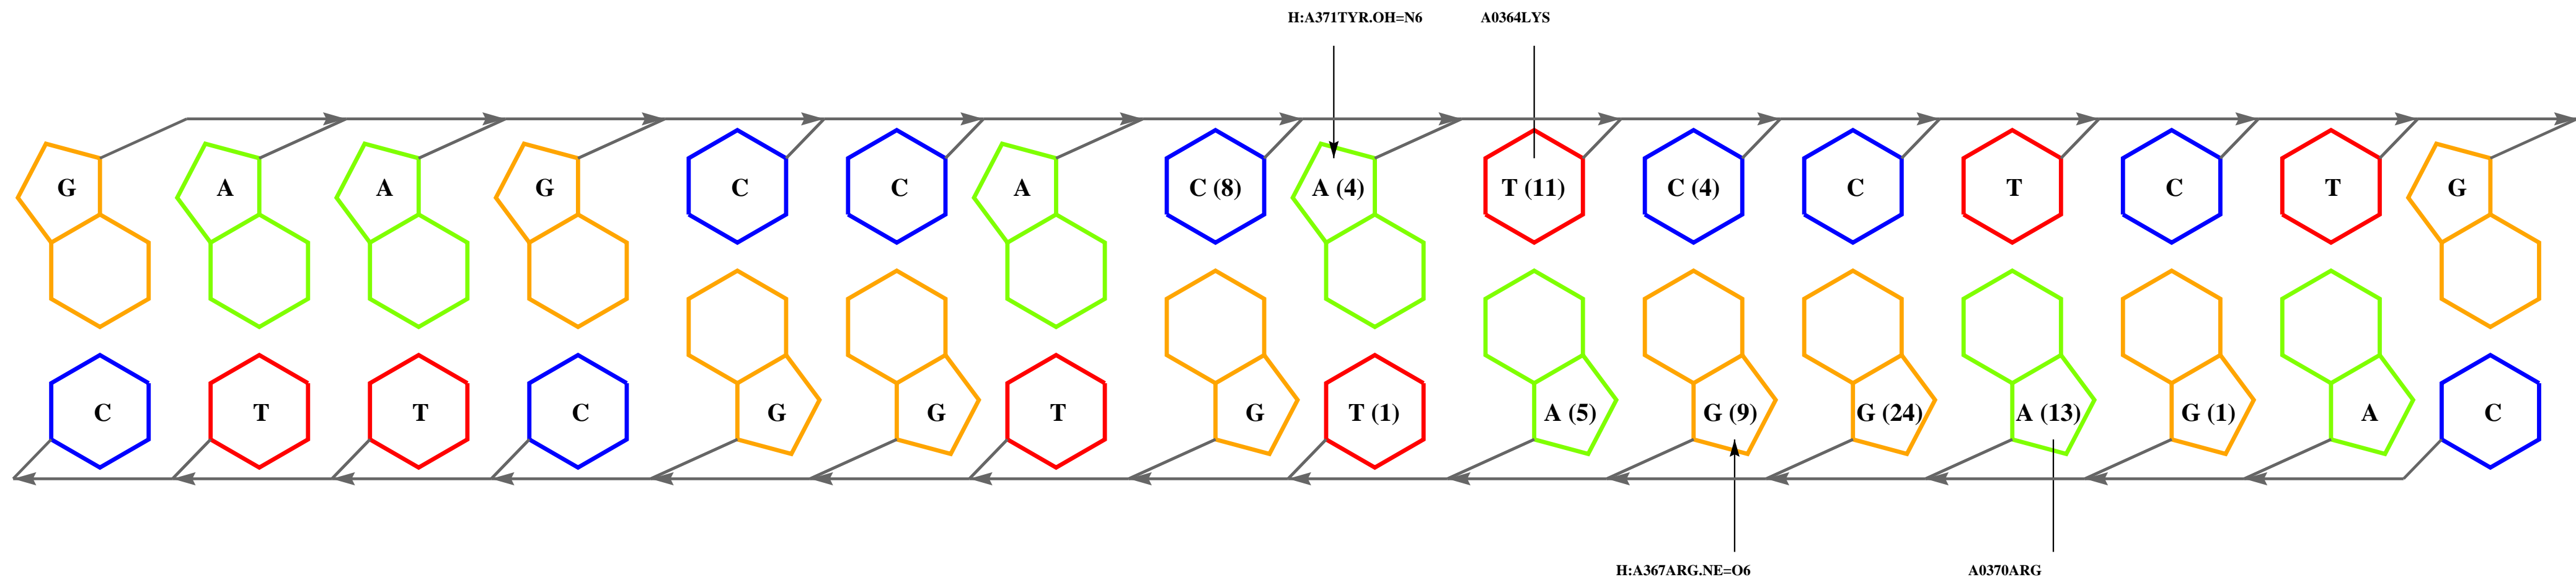 H:A371TYR.OH=N6 A0364LYS
G A A G C C A C (8) A (4) T (11) C (4) C T C T G
C T T C G G T G T (1) A (5) G (9) G (24) A (13) G (1) A C
H:A367ARG.NE=O6 A0370ARG